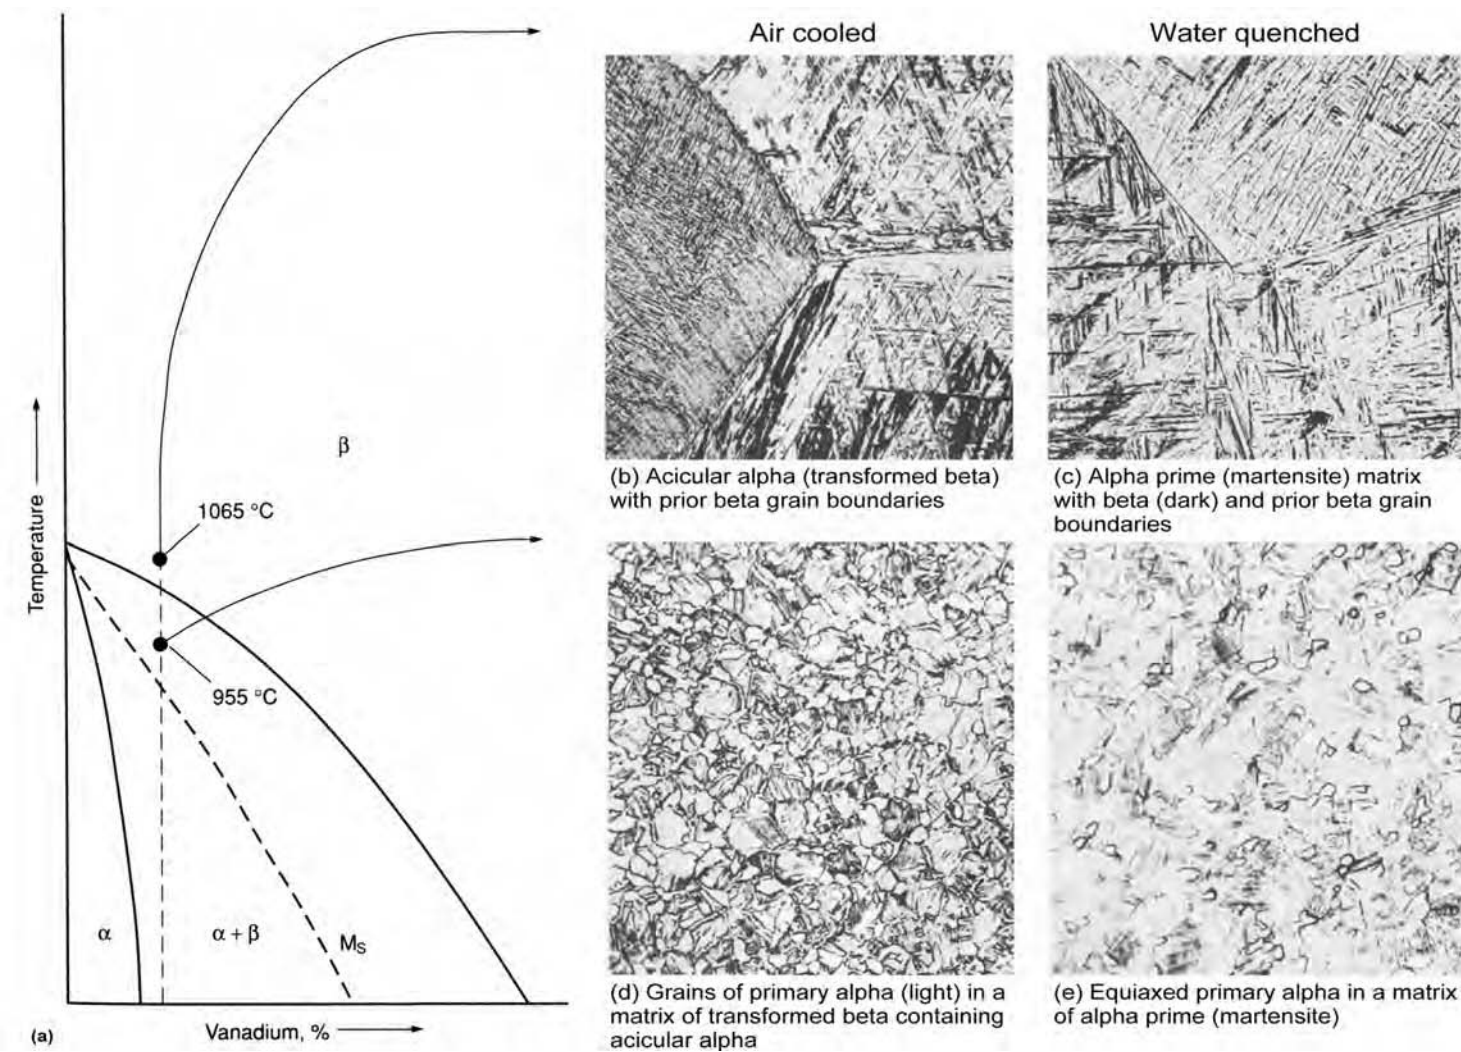 Air cooled
Water quenched
Temperature
β
1065 °C
955 °C
α
α + β
Ms
(a)
Vanadium, %
(b) Acicular alpha (transformed beta)
with prior beta grain boundaries
(c) Alpha prime (martensite) matrix
with beta (dark) and prior beta grain
boundaries
(d) Grains of primary alpha (light) in a
matrix of transformed beta containing
acicular alpha
(e) Equiaxed primary alpha in a matrix
of alpha prime (martensite)